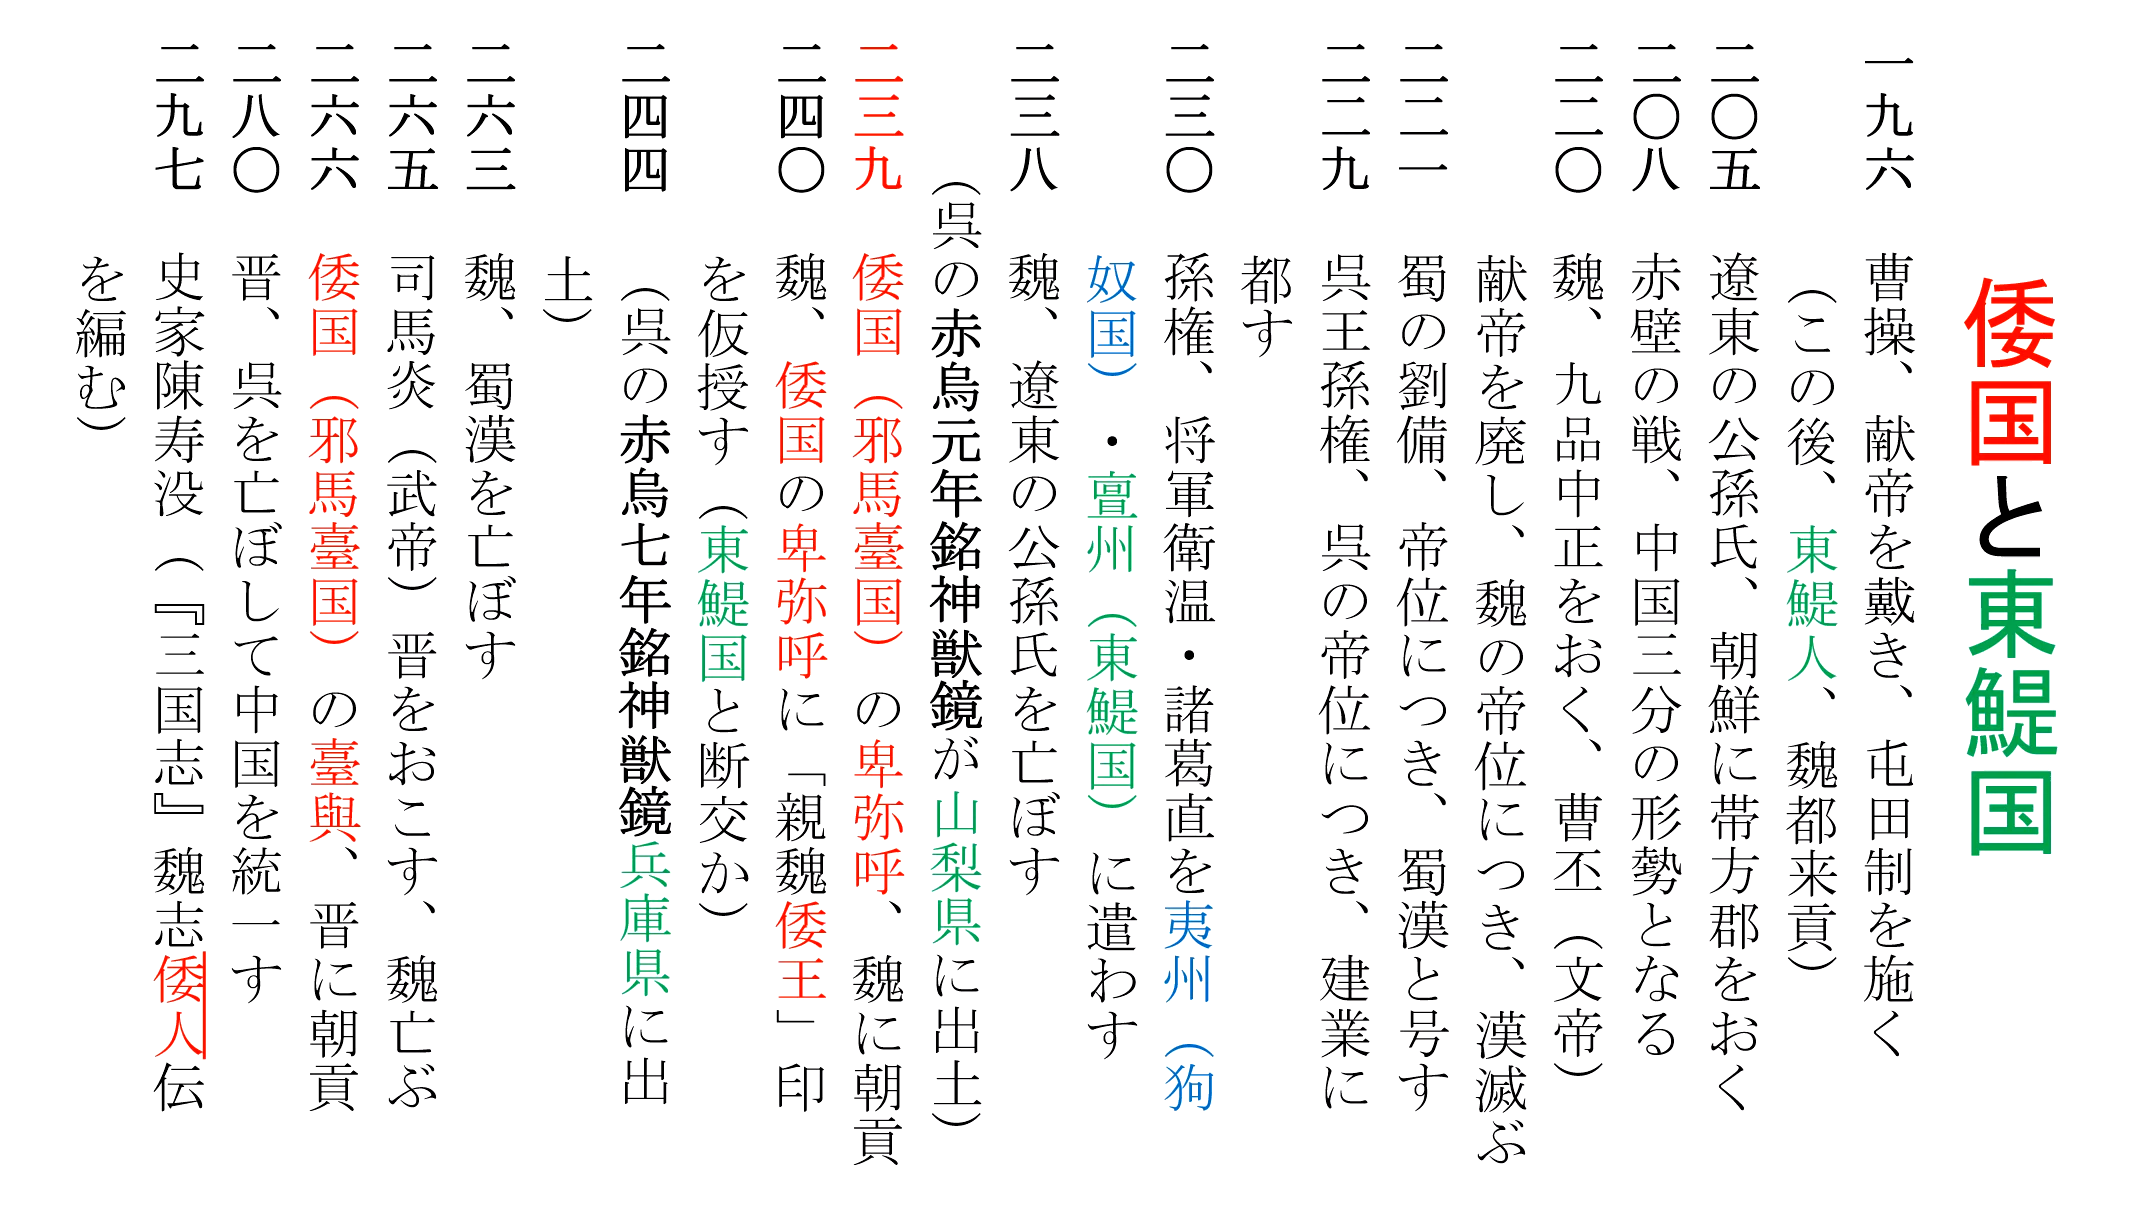 倭国と東鯷国
一九六　曹操、献帝を戴き、屯田制を施く
（この後、東鯷人、魏都来貢）
二〇五　遼東の公孫氏、朝鮮に帯方郡をおく
二〇八　赤壁の戦、中国三分の形勢となる
二二〇　魏、九品中正をおく、曹丕（文帝）
献帝を廃し、魏の帝位につき、漢滅ぶ
二二一　蜀の劉備、帝位につき、蜀漢と号す
二二九　呉王孫権、呉の帝位につき、建業に
都す
二三〇　孫権、将軍衛温・諸葛直を夷州（狗
奴国）・亶州（東鯷国）に遣わす
二三八　魏、遼東の公孫氏を亡ぼす
（呉の赤烏元年銘神獣鏡が山梨県に出土）
二三九　倭国（邪馬臺国）の卑弥呼、魏に朝貢
二四〇　魏、倭国の卑弥呼に「親魏倭王」印
を仮授す（東鯷国と断交か）
二四四　（呉の赤烏七年銘神獣鏡兵庫県に出
土）
二六三　魏、蜀漢を亡ぼす
二六五　司馬炎（武帝）晋をおこす、魏亡ぶ
二六六　倭国（邪馬臺国）の臺與、晋に朝貢
二八〇　晋、呉を亡ぼして中国を統一す
二九七　史家陳寿没（『三国志』魏志倭人伝
を編む）